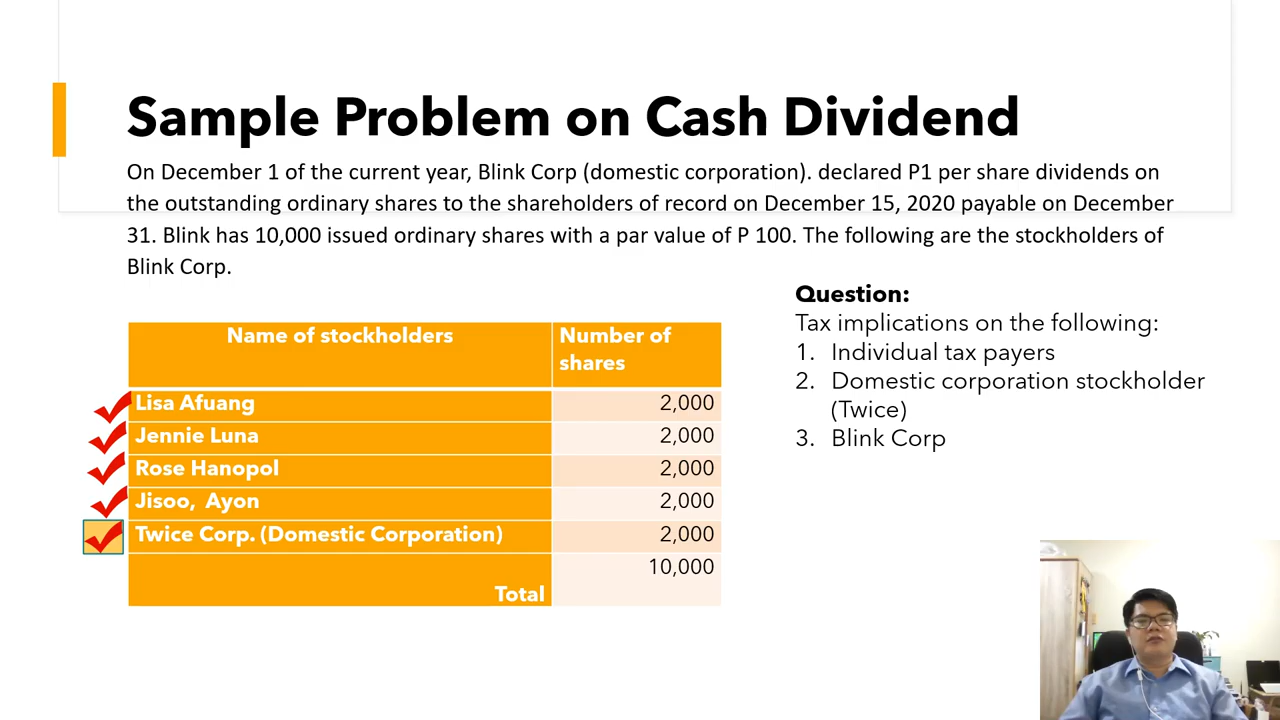 Sample Problem on Cash Dividend
On December 1 of the current year, Blink Corp (domestic corporation). declared P1 per share dividends on
the outstanding ordinary shares to the shareholders of record on December 15, 2020 payable on December
31. Blink has 10,000 issued ordinary shares with a par value of P 100. The following are the stockholders of
Blink Corp.
Name of stockholders Number of
shares
Lisa Afuang 2,000
Jennie Luna 2,000
Rose Hanopol 2,000
Jisoo, Ayon 2,000
Twice Corp. (Domestic Corporation) 2,000
Total 10,000
Question:
Tax implications on the following:
1. Individual tax payers
2. Domestic corporation stockholder
(Twice)
3. Blink Corp